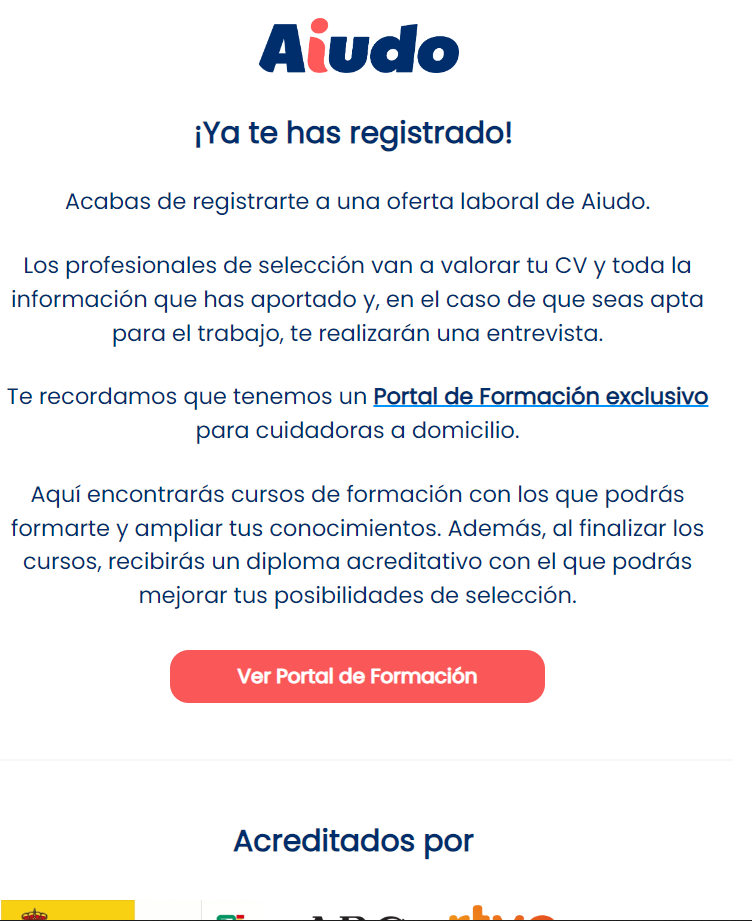 Aiudo
¡Ya te has registrado!
Acabas de registrarte a una oferta laboral de Aiudo.
Los profesionales de selección van a valorar tu CV y toda la
información que has aportado y, en el caso de que seas apta
para el trabajo, te realizarán una entrevista.
Te recordamos que tenemos un Portal de Formación exclusivo
para cuidadoras a domicilio.
Aquí encontrarás cursos de formación con los que podrás
formarte y ampliar tus conocimientos. Además, al finalizar los
cursos, recibirás un diploma acreditativo con el que podrás
mejorar tus posibilidades de selección.
Ver Portal de Formación
Acreditados por